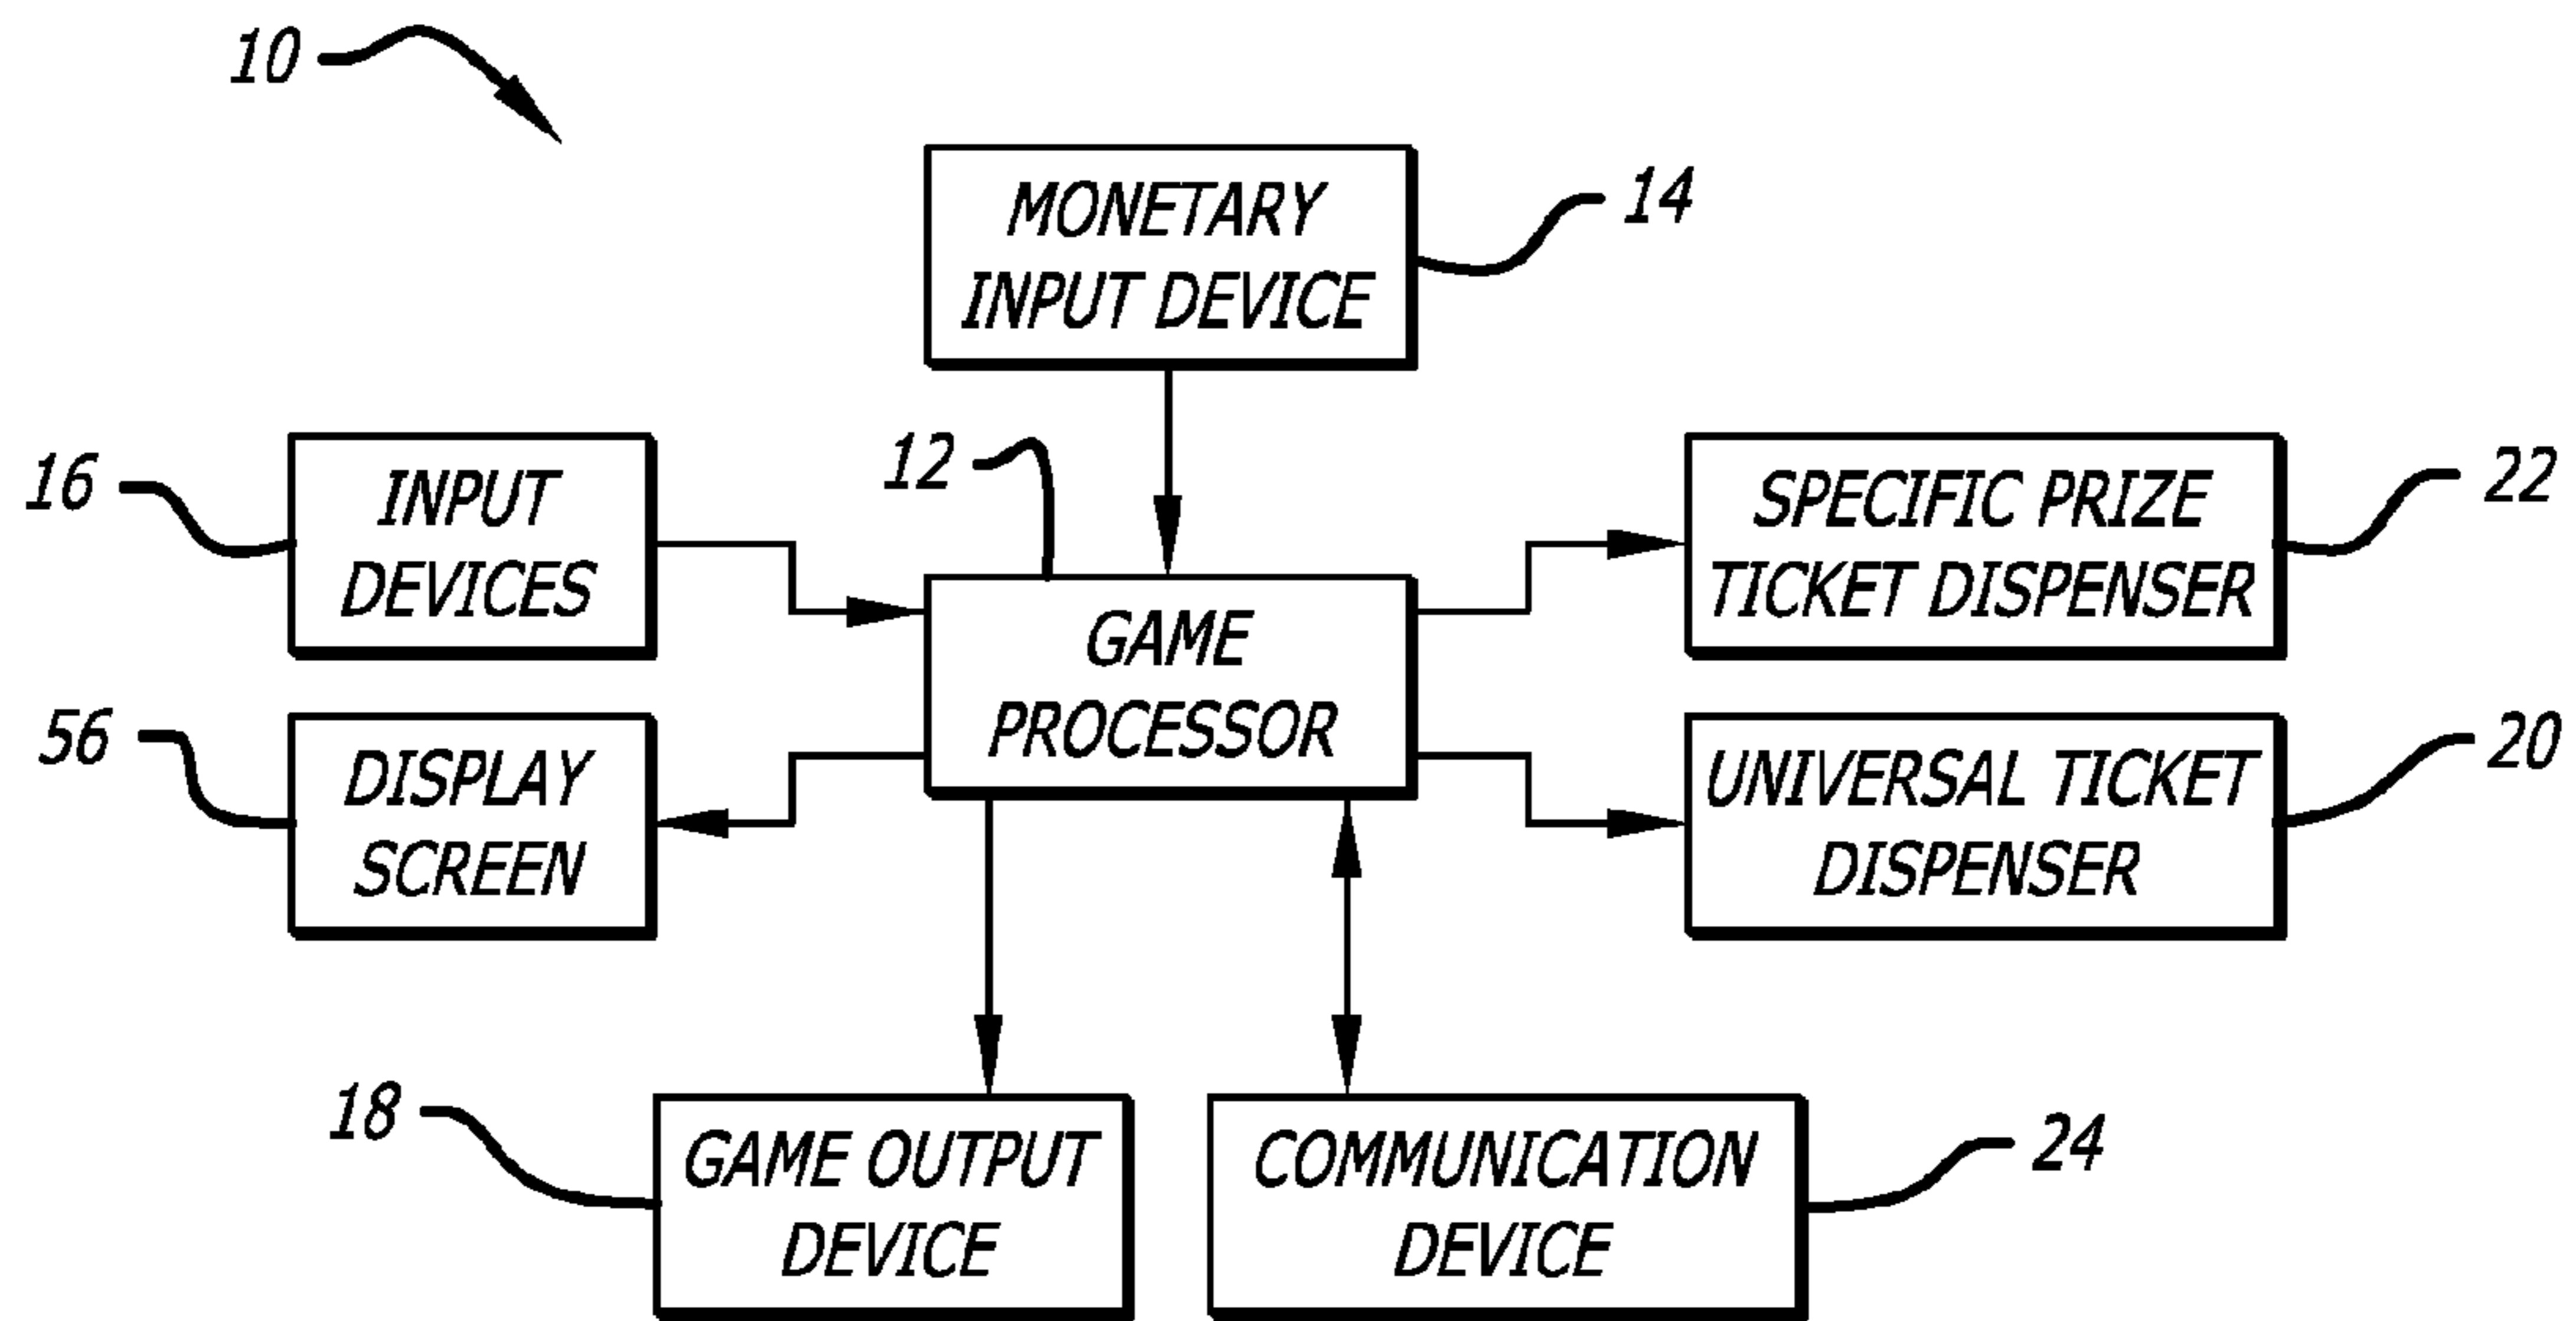 10
MONETARY
INPUT DEVICE
14
16
INPUT
DEVICES
12
GAME
PROCESSOR
SPECIFIC PRIZE
TICKET DISPENSER
22
56
DISPLAY
SCREEN
UNIVERSAL TICKET
DISPENSER
20
18
GAME OUTPUT
DEVICE
COMMUNICATION
DEVICE
24